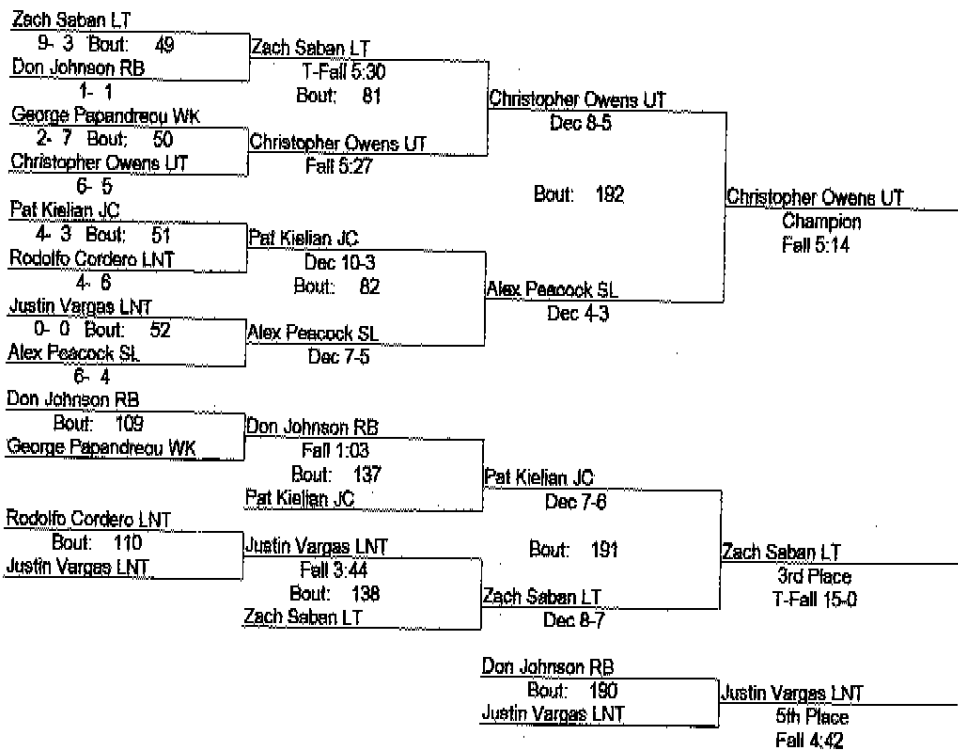 Zach Saban LT
9- 3 Bout: 49
Don Johnson RB
1- 1
George Papandreou WK
2- 7 Bout: 50
Christopher Owens UT
6- 5
Pat Kielian JC
4- 3 Bout: 51
Rodolfo Cordero LNT
4- 6
Justin Vargas LNT
0- 0 Bout: 52
Alex Peacock SL
6- 4
Zach Saban LT
T-Fall 5:30
Bout: 81
Christopher Owens UT
Fall 5:27
Pat Kielian JC
Dec 10-3
Bout: 82
Alex Peacock SL
Dec 7-5
Christopher Owens UT
Dec 8-5
Bout: 192
Alex Peacock SL
Dec 4-3
Christopher Owens UT
Champion
Fall 5:14
Don Johnson RB
Bout: 109
George Papandreou WK
Rodolfo Cordero LNT
Bout: 110
Justin Vargas LNT
Don Johnson RB
Fall 1:03
Bout: 137
Pat Kielian JC
Justin Vargas LNT
Fall 3:44
Bout: 138
Zach Saban LT
Pat Kielian JC
Dec 7-6
Bout: 191
Zach Saban LT
Dec 8-7
Zach Saban LT
3rd Place
T-Fall 15-0
Don Johnson RB
Bout: 190
Justin Vargas LNT
Justin Vargas LNT
5th Place
Fall 4:42